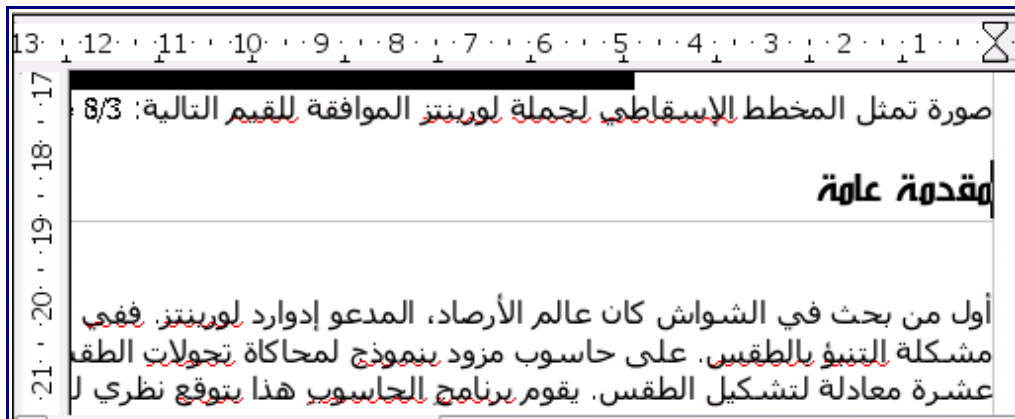 13 12 11 10 9 8 7 6 5 4 3 2 1
17
18
19
20
21
صورة تمثل المخطط الإسقاطي لجملة لورينتز الموافقة للقيم التالية: 8/3
مقدمة عامة
أول من بحث في الشواش كان عالم الأرصاد، المدعو إدوارد لورينتز. ففي
مشكلة التنبؤ بالطقس. على حاسوب مزود بنموذج لمحاكاة تحولات الطقس
عشرة معادلة لتشكيل الطقس. يقوم برنامج الحاسوب هذا بتوقع نظري